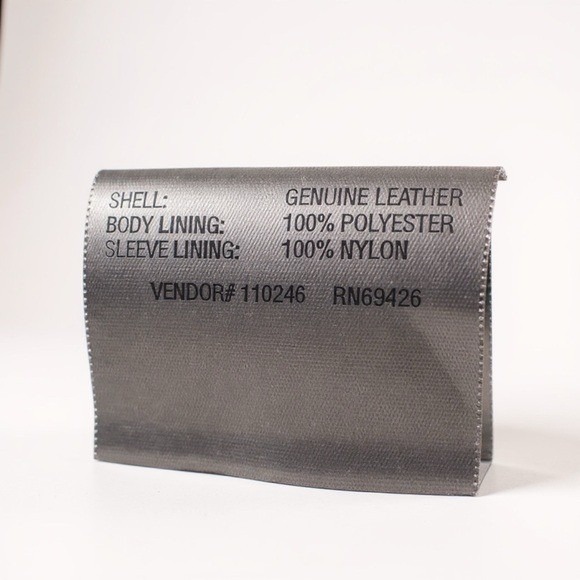 SHELL: GENUINE LEATHER
BODY LINING: 100% POLYESTER
SLEEVE LINING: 100% NYLON
VENDOR# 110246 RN69426